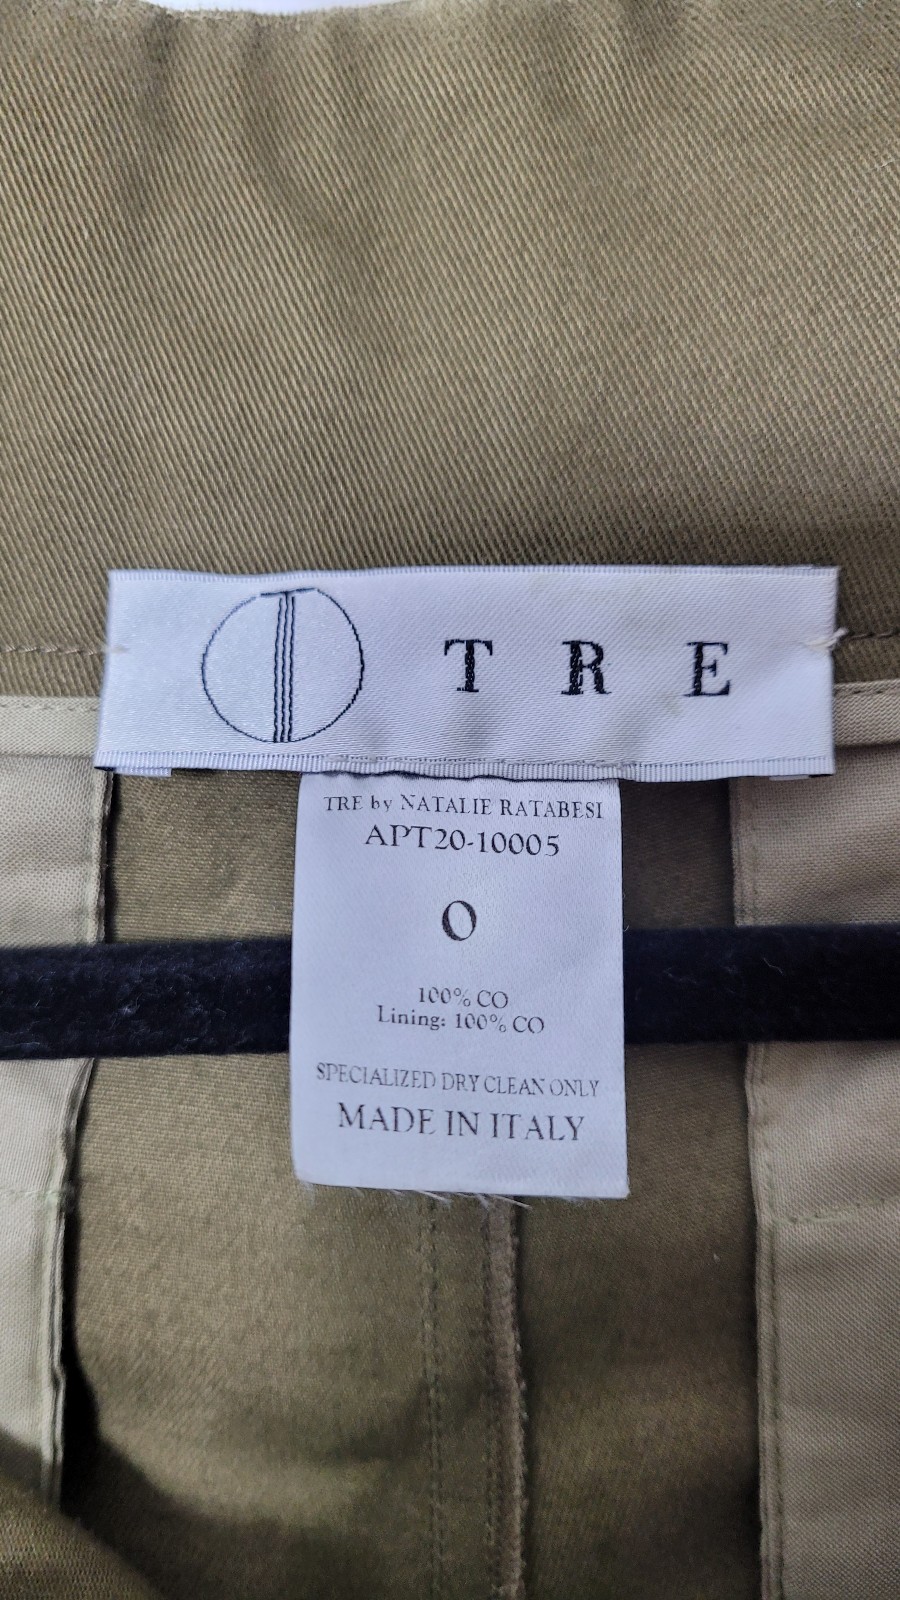 T R E
TRE by NATALIE RATABESI
APT20-10005
0
100% CO
Lining: 100% CO
SPECIALIZED DRY CLEAN ONLY
MADE IN ITALY